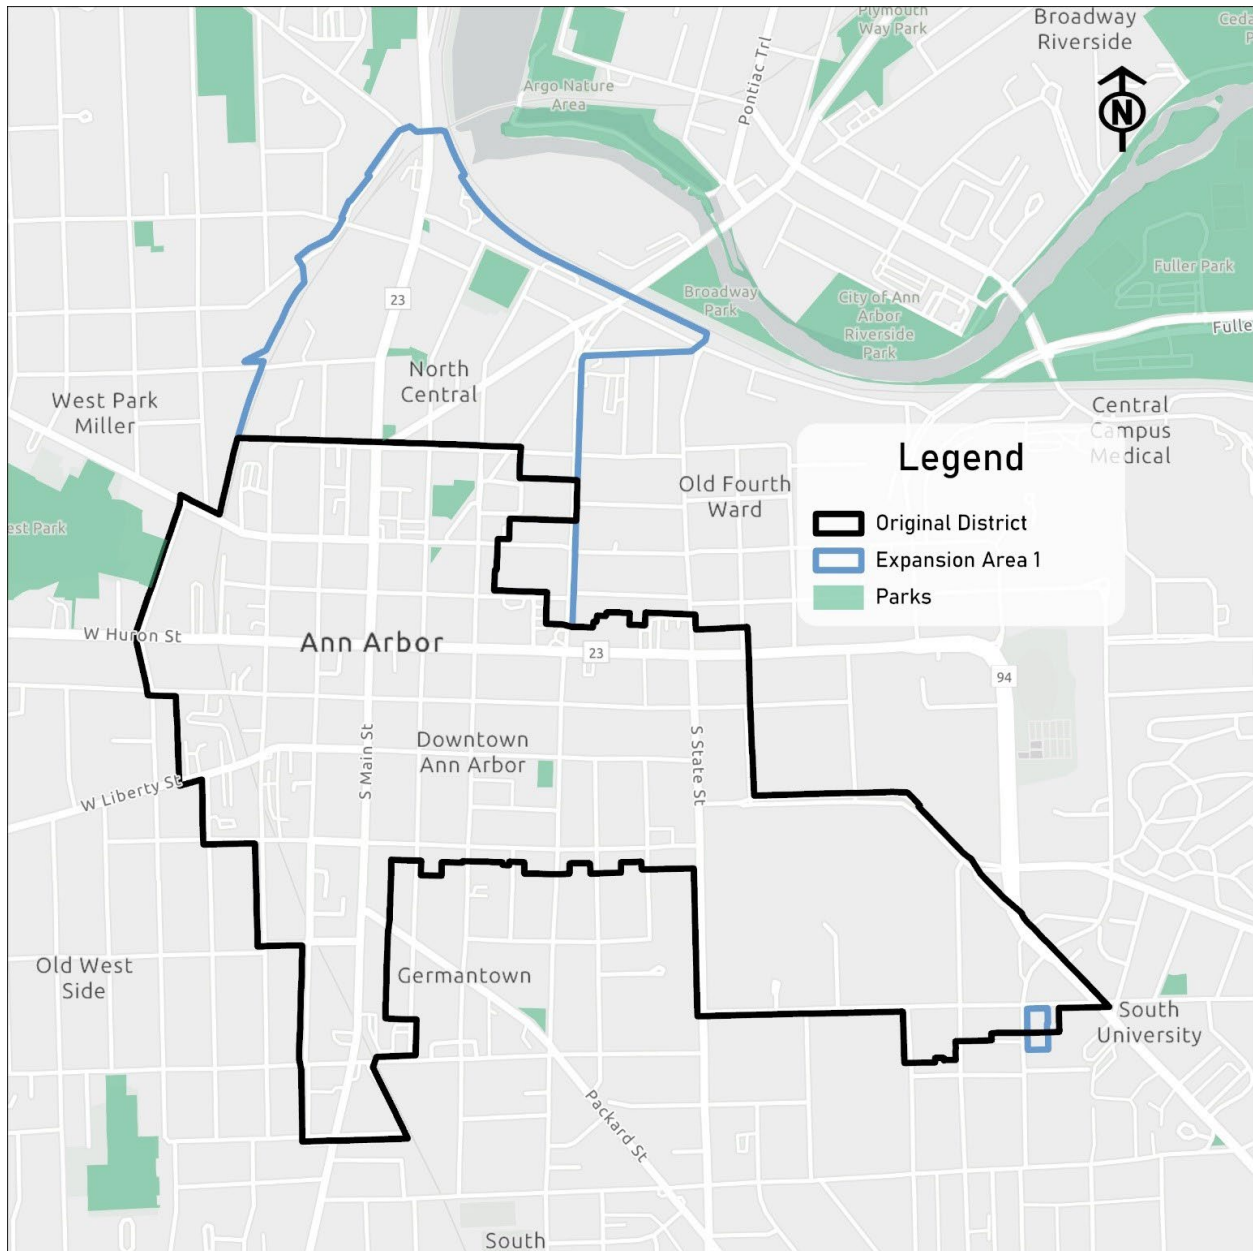 Plymouth
Way Park
Broadway
Riverside
Argo Nature
Area
Pontiac Trl
N
Fuller Park
23
Broadway
Park
City of Ann
Arbor
Riverside
Park
North
Central
West Park
Miller
Central
Campus
Medical
Legend
Original District
Expansion Area 1
Parks
Old Fourth
Ward
est Park
W Huron St
Ann Arbor
23
94
S Main St
Downtown
Ann Arbor
S State St
W Liberty St
Old West
Side
Germantown
South
University
Packard St
South